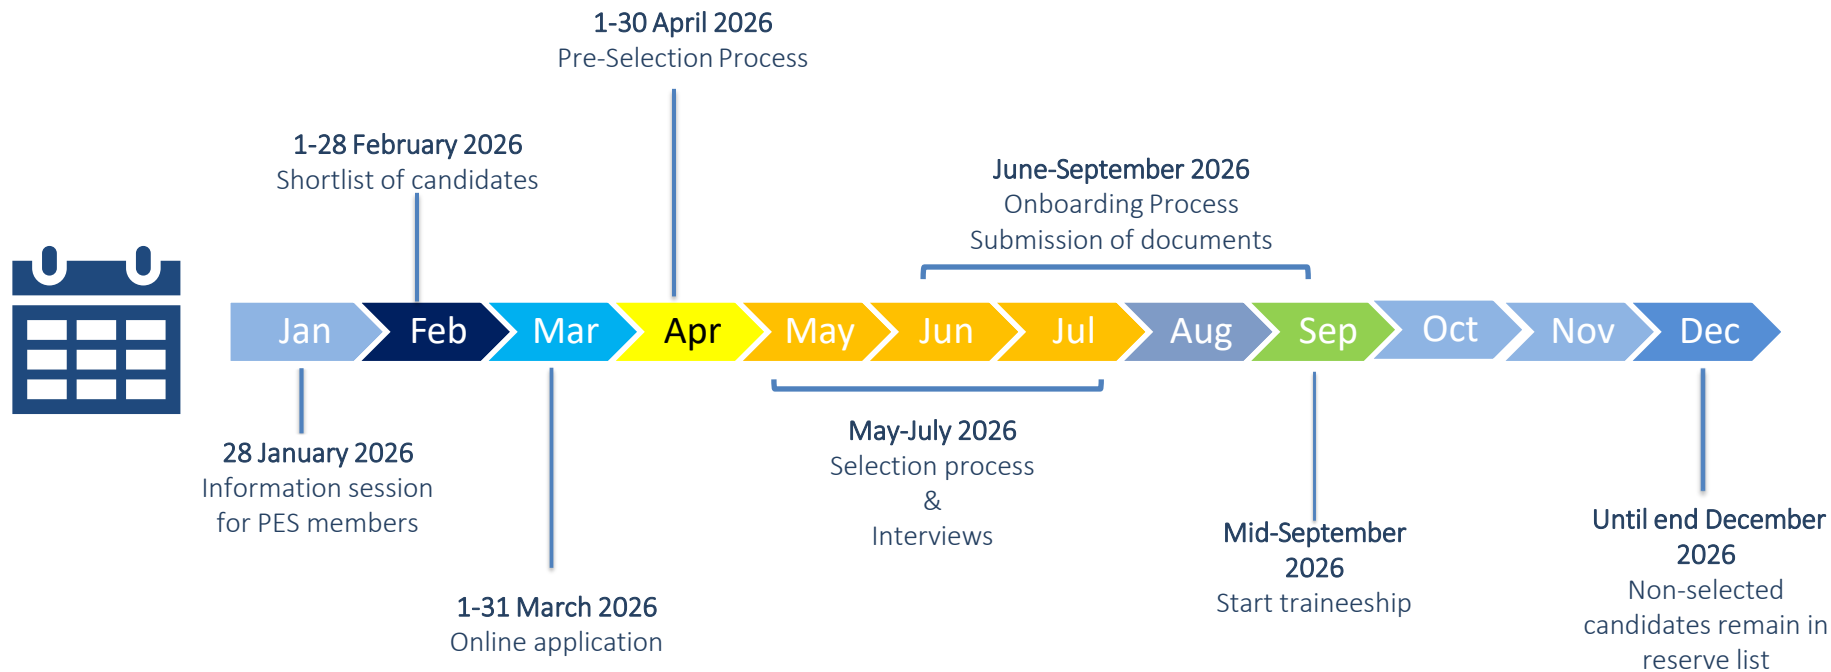 1-30 April 2026
Pre-Selection Process
1-28 February 2026
Shortlist of candidates
June-September 2026
Onboarding Process
Submission of documents
Jan
Feb
Mar
Apr
May
Jun
Jul
Aug
Sep
Oct
Nov
Dec
28 January 2026
Information session
for PES members
May-July 2026
Selection process
&
Interviews
1-31 March 2026
Online application
Mid-September
2026
Start traineeship
Until end December
2026
Non-selected
candidates remain in
reserve list